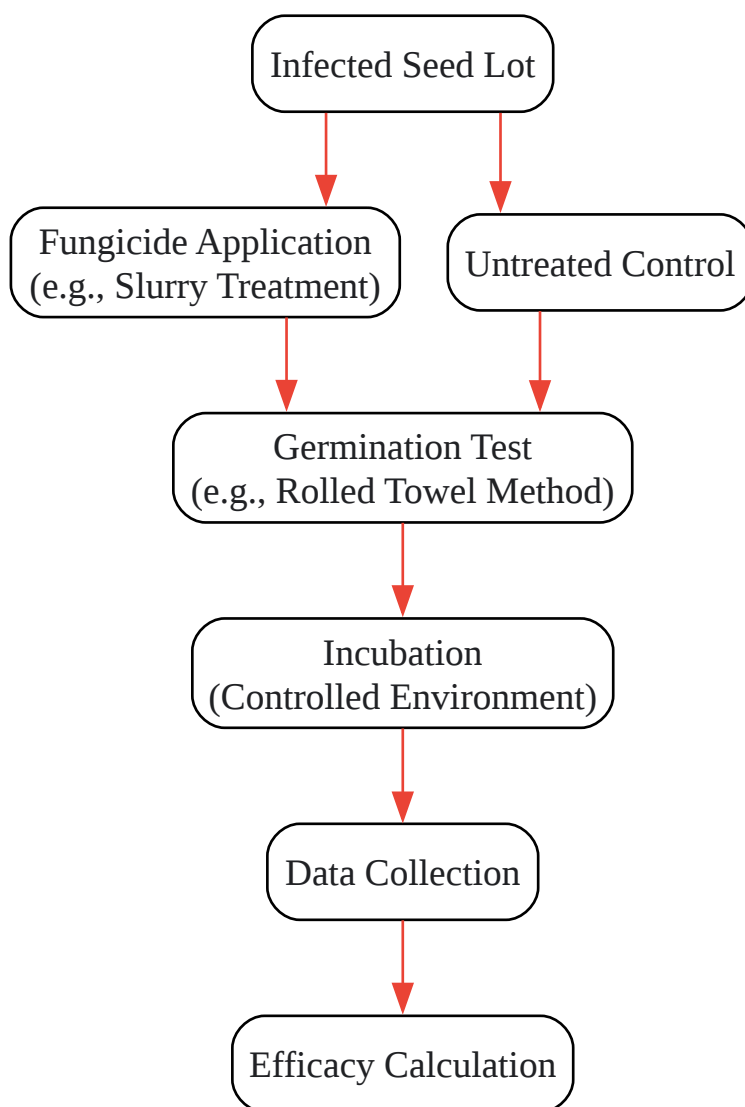 Infected Seed Lot
Fungicide Application
(e.g., Slurry Treatment)
Untreated Control
Germination Test
(e.g., Rolled Towel Method)
Incubation
(Controlled Environment)
Data Collection
Efficacy Calculation